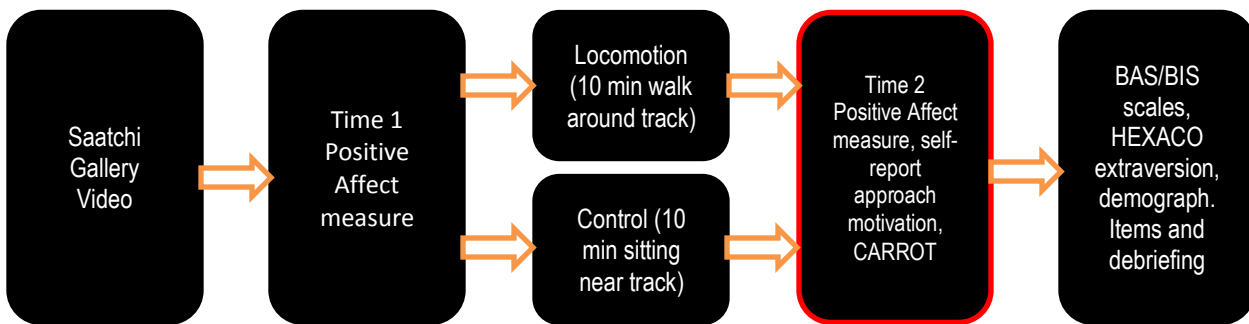 Saatchi
Gallery
Video
Time 1
Positive
Affect
measure
Locomotion
(10 min walk
around track)
Control (10
min sitting
near track)
Time 2
Positive Affect
measure, self-
report
approach
motivation,
CARROT
BAS/BIS
scales,
HEXACO
extraversion,
demograph.
Items and
debriefing